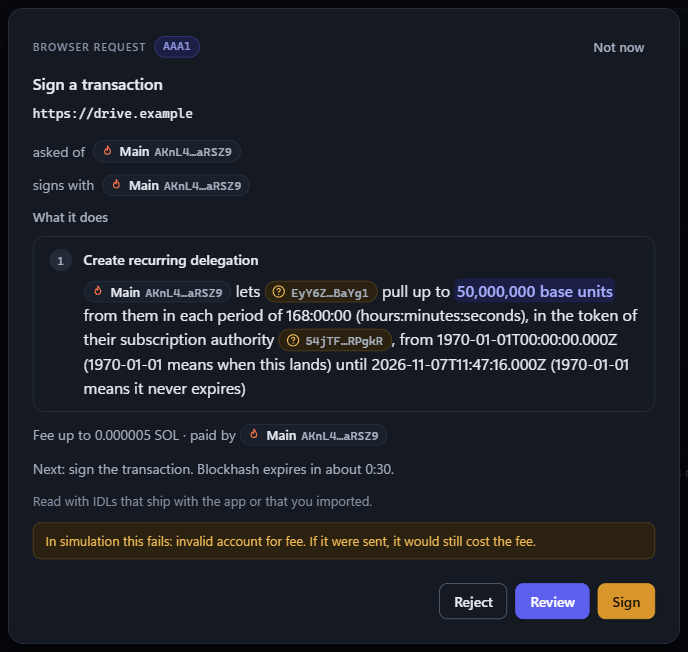 BROWSER REQUEST AAA1 Not now
Sign a transaction
https://drive.example
asked of Main AKnL4…aRSZ9
signs with Main AKnL4…aRSZ9
What it does
1 Create recurring delegation
Main AKnL4…aRSZ9 lets EyY6Z…BaYg1 pull up to 50,000,000 base units
from them in each period of 168:00:00 (hours:minutes:seconds), in the token of
their subscription authority 54jTF…RPgkR, from 1970-01-01T00:00:00.000Z
(1970-01-01 means when this lands) until 2026-11-07T11:47:16.000Z (1970-01-01
means it never expires)
Fee up to 0.000005 SOL · paid by Main AKnL4…aRSZ9
Next: sign the transaction. Blockhash expires in about 0:30.
Read with IDLs that ship with the app or that you imported.
In simulation this fails: invalid account for fee. If it were sent, it would still cost the fee.
Reject Review Sign